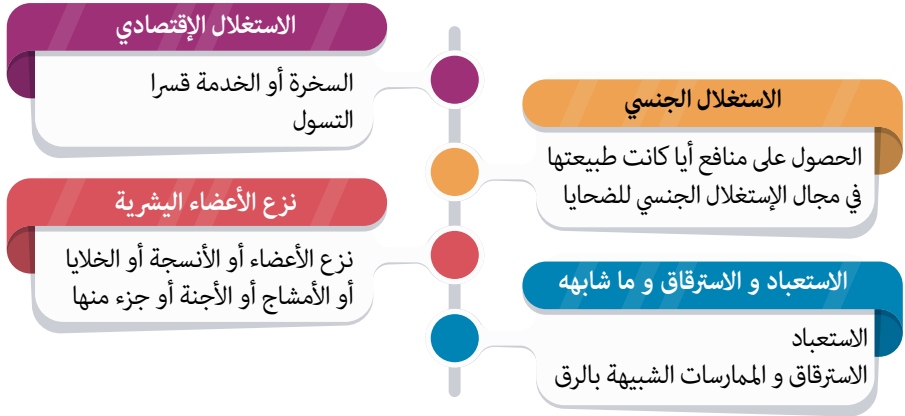 الاستغلال الإقتصادي
السخرة أو الخدمة قسرا
التسول
الاستغلال الجنسي
الحصول على منافع أيا كانت طبيعتها
في مجال الإستغلال الجنسي للضحايا
نزع الأعضاء اليشرية
نزع الأعضاء أو الأنسجة أو الخلايا
أو الأمشاج أو الأجنة أو جزء منها
الاستعباد و الاسترقاق و ما شابهه
الاستعباد
الاسترقاق و الممارسات الشبيهة بالرق